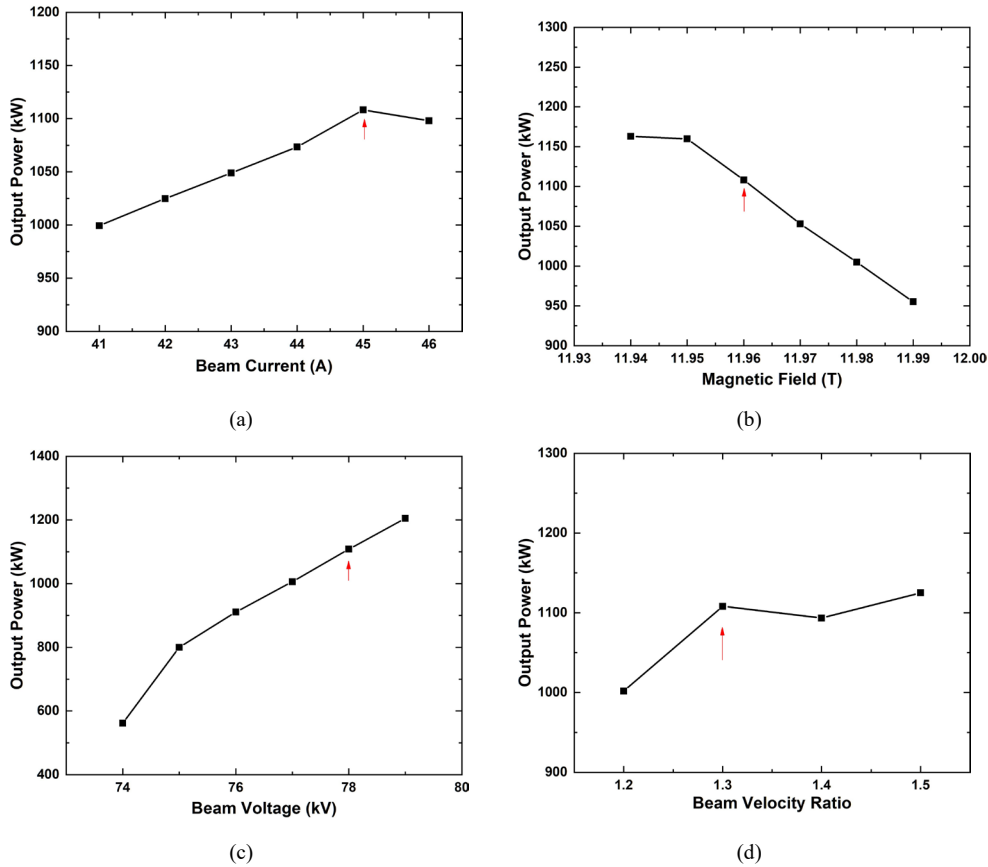 1200
1150
1100
1050
1000
950
900
Output Power (kW)
41 42 43 44 45 46
Beam Current (A)
(a)
1300
1250
1200
1150
1100
1050
1000
950
900
Output Power (kW)
11.93 11.94 11.95 11.96 11.97 11.98 11.99 12.00
Magnetic Field (T)
(b)
1400
1200
1000
800
600
400
Output Power (kW)
74 76 78 80
Beam Voltage (kV)
(c)
1300
1200
1100
1000
900
Output Power (kW)
1.2 1.3 1.4 1.5
Beam Velocity Ratio
(d)